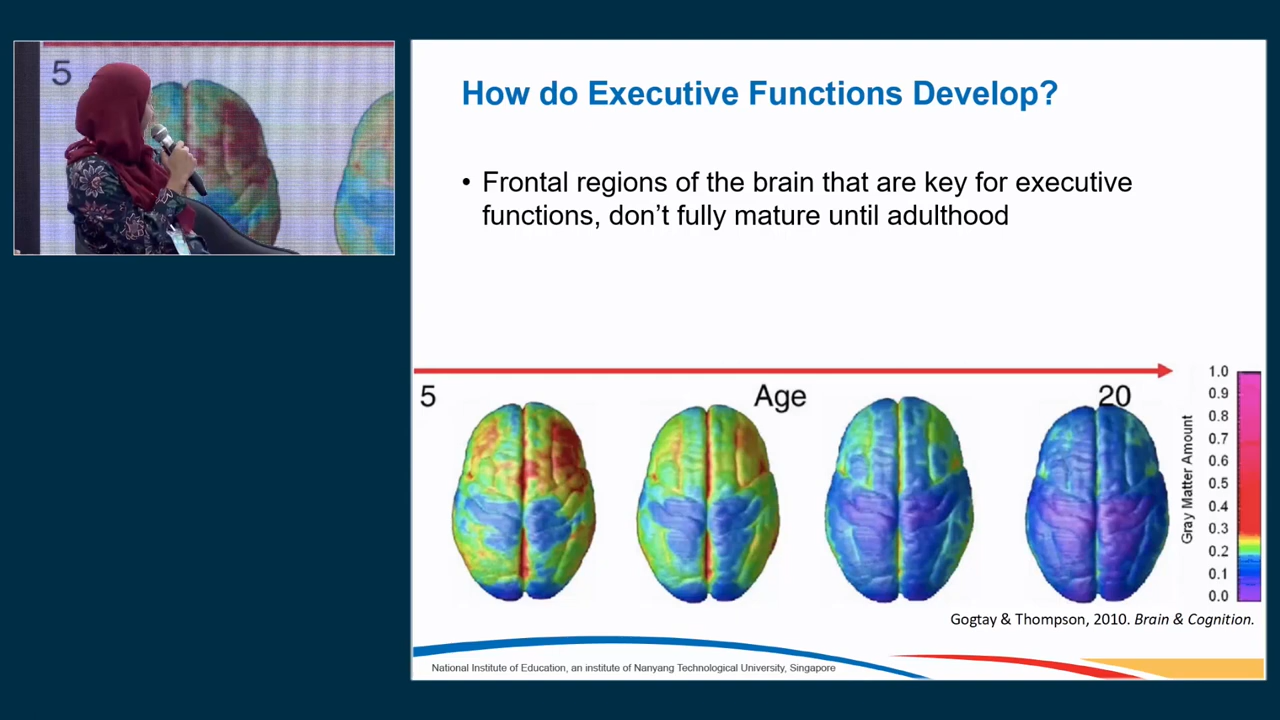 5
How do Executive Functions Develop?
• Frontal regions of the brain that are key for executive
functions, don’t fully mature until adulthood
5
Age
20
Gray Matter Amount
1.0
0.9
0.8
0.7
0.6
0.5
0.4
0.3
0.2
0.1
0.0
Gogtay & Thompson, 2010. Brain & Cognition.
National Institute of Education, an institute of Nanyang Technological University, Singapore